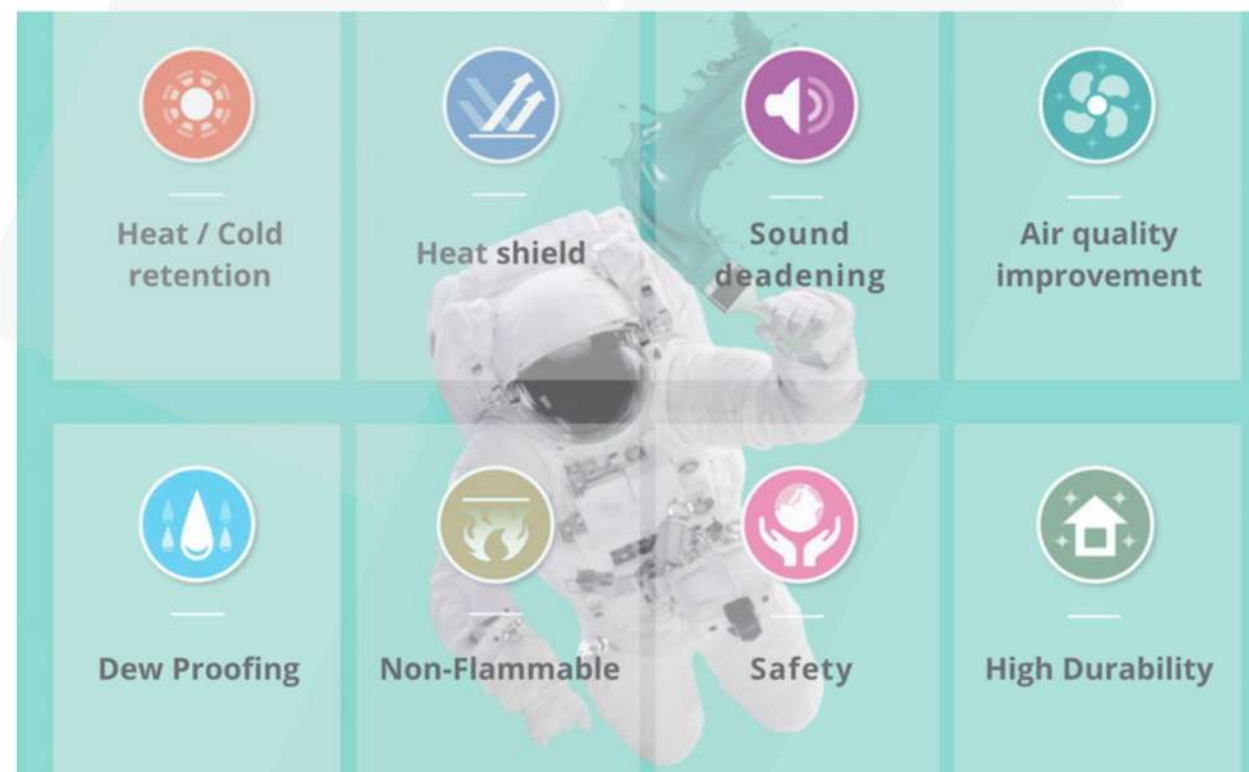 Heat / Cold
retention
Heat shield
Sound
deadening
Air quality
improvement
Dew Proofing
Non-Flammable
Safety
High Durability